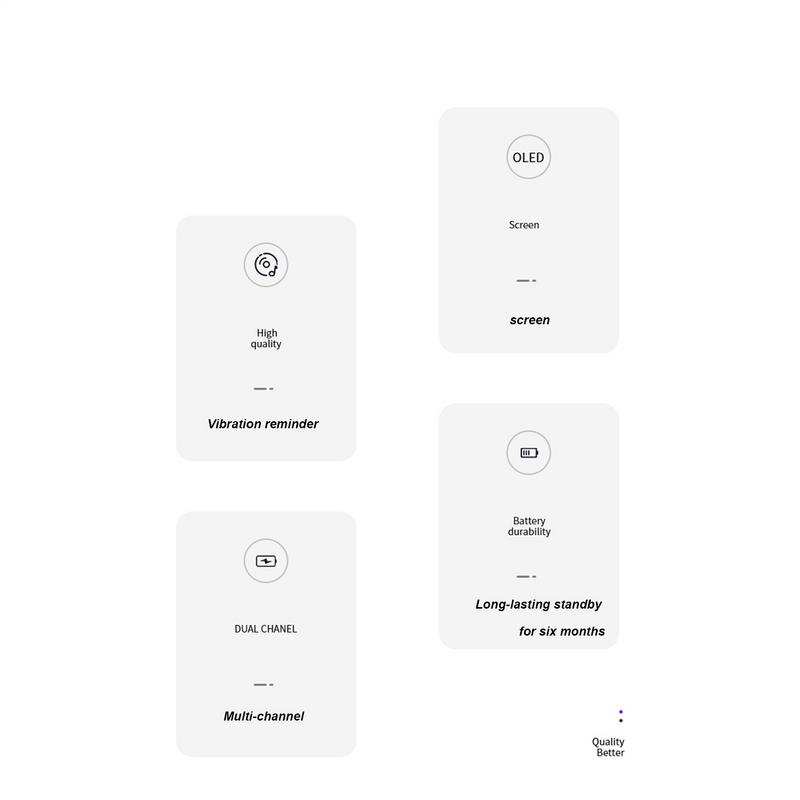 OLED
Screen
screen
High
quality
Vibration reminder
Battery
durability
Long-lasting standby
for six months
DUAL CHANEL
Multi-channel
Quality
Better